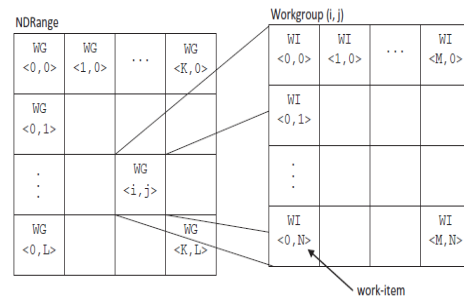 NDRange
WG WG ... WG
<0,0> <1,0> <K,0>
WG
<0,1>
⋮ WG
<i,j>
WG WG
<0,L> <K,L>
Workgroup (i, j)
WI WI ... WI
<0,0> <1,0> <M,0>
WI
<0,1>
⋮
WI WI
<0,N> <M,N>
work-item